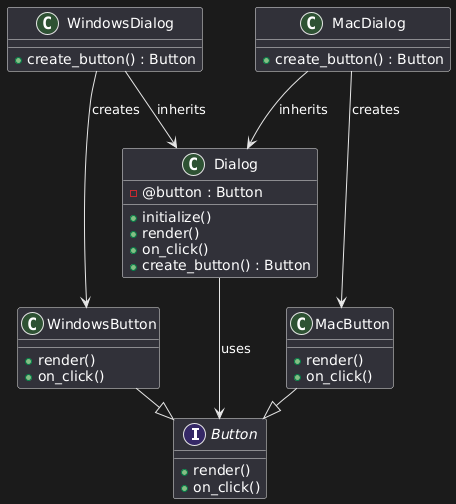 C WindowsDialog
create_button() : Button
C MacDialog
create_button() : Button
creates
inherits
inherits
creates
C Dialog
@button : Button
initialize()
render()
on_click()
create_button() : Button
C WindowsButton
render()
on_click()
uses
C MacButton
render()
on_click()
I Button
render()
on_click()